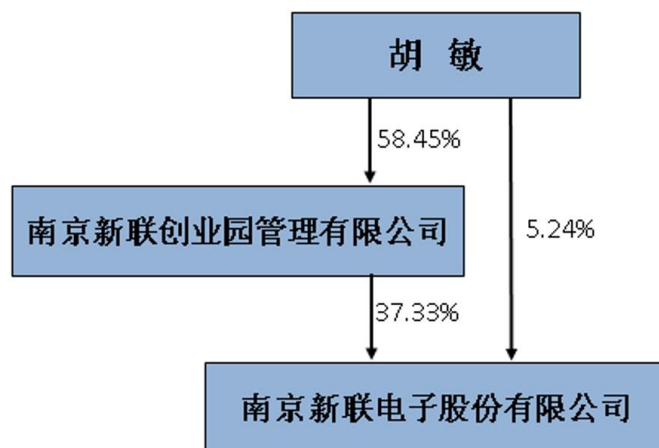 胡 敏
58.45%
南京新联创业园管理有限公司
5.24%
37.33%
南京新联电子股份有限公司